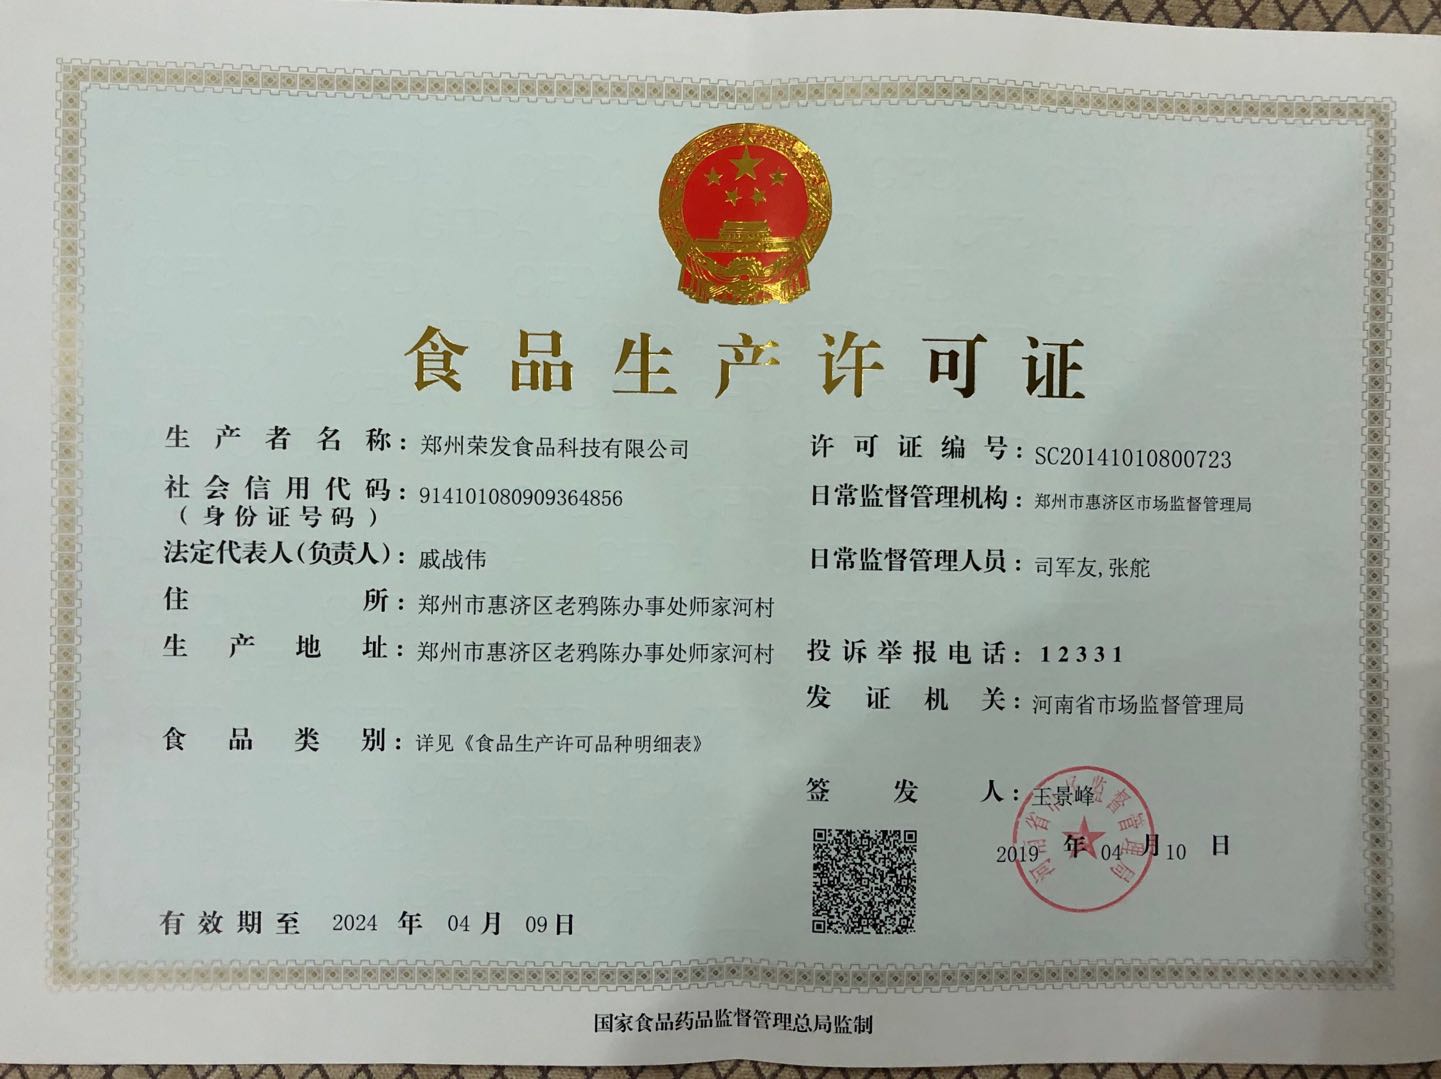 食品生产许可证
生产者名称：郑州荣发食品科技有限公司
许可证编号：SC20141010800723
社会信用代码：914101080909364856
（身份证号码）
日常监督管理机构：郑州市惠济区市场监督管理局
法定代表人（负责人）：戚战伟
日常监督管理人员：司军友,张舵
住所：郑州市惠济区老鸦陈办事处师家河村
生产地址：郑州市惠济区老鸦陈办事处师家河村
投诉举报电话：12331
发证机关：河南省市场监督管理局
食品类别：详见《食品生产许可品种明细表》
签发人：王景峰
河南省市场监督管理局
2019 年 04 月 10 日
有效期至 2024 年 04 月 09 日
国家食品药品监督管理总局监制